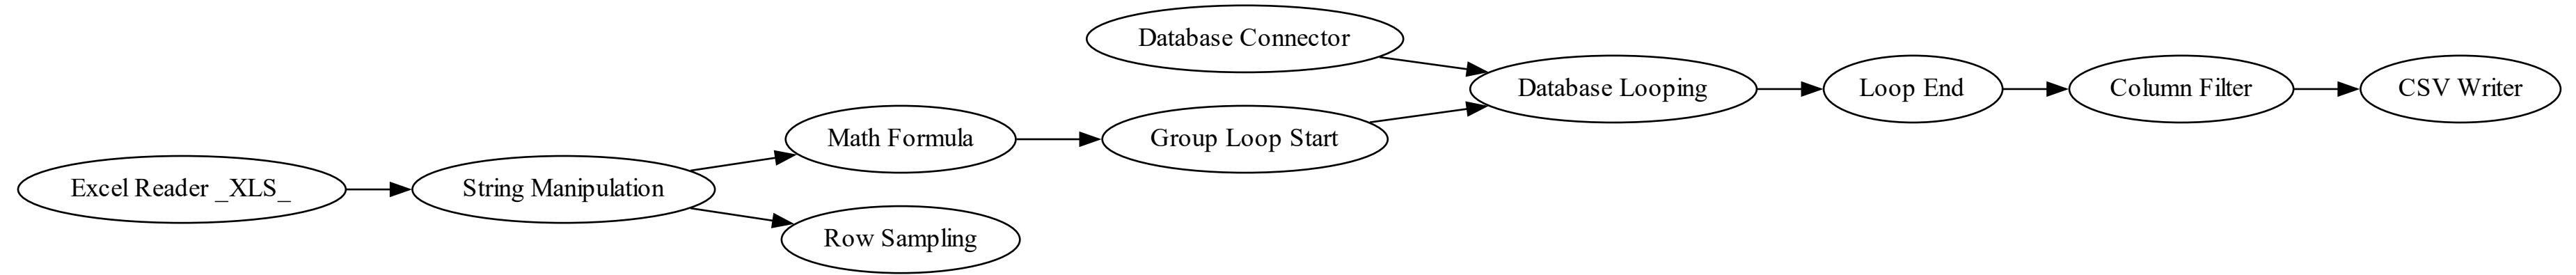 Database Connector
Database Looping
Loop End
Column Filter
CSV Writer
Math Formula
Group Loop Start
Excel Reader _XLS_
String Manipulation
Row Sampling